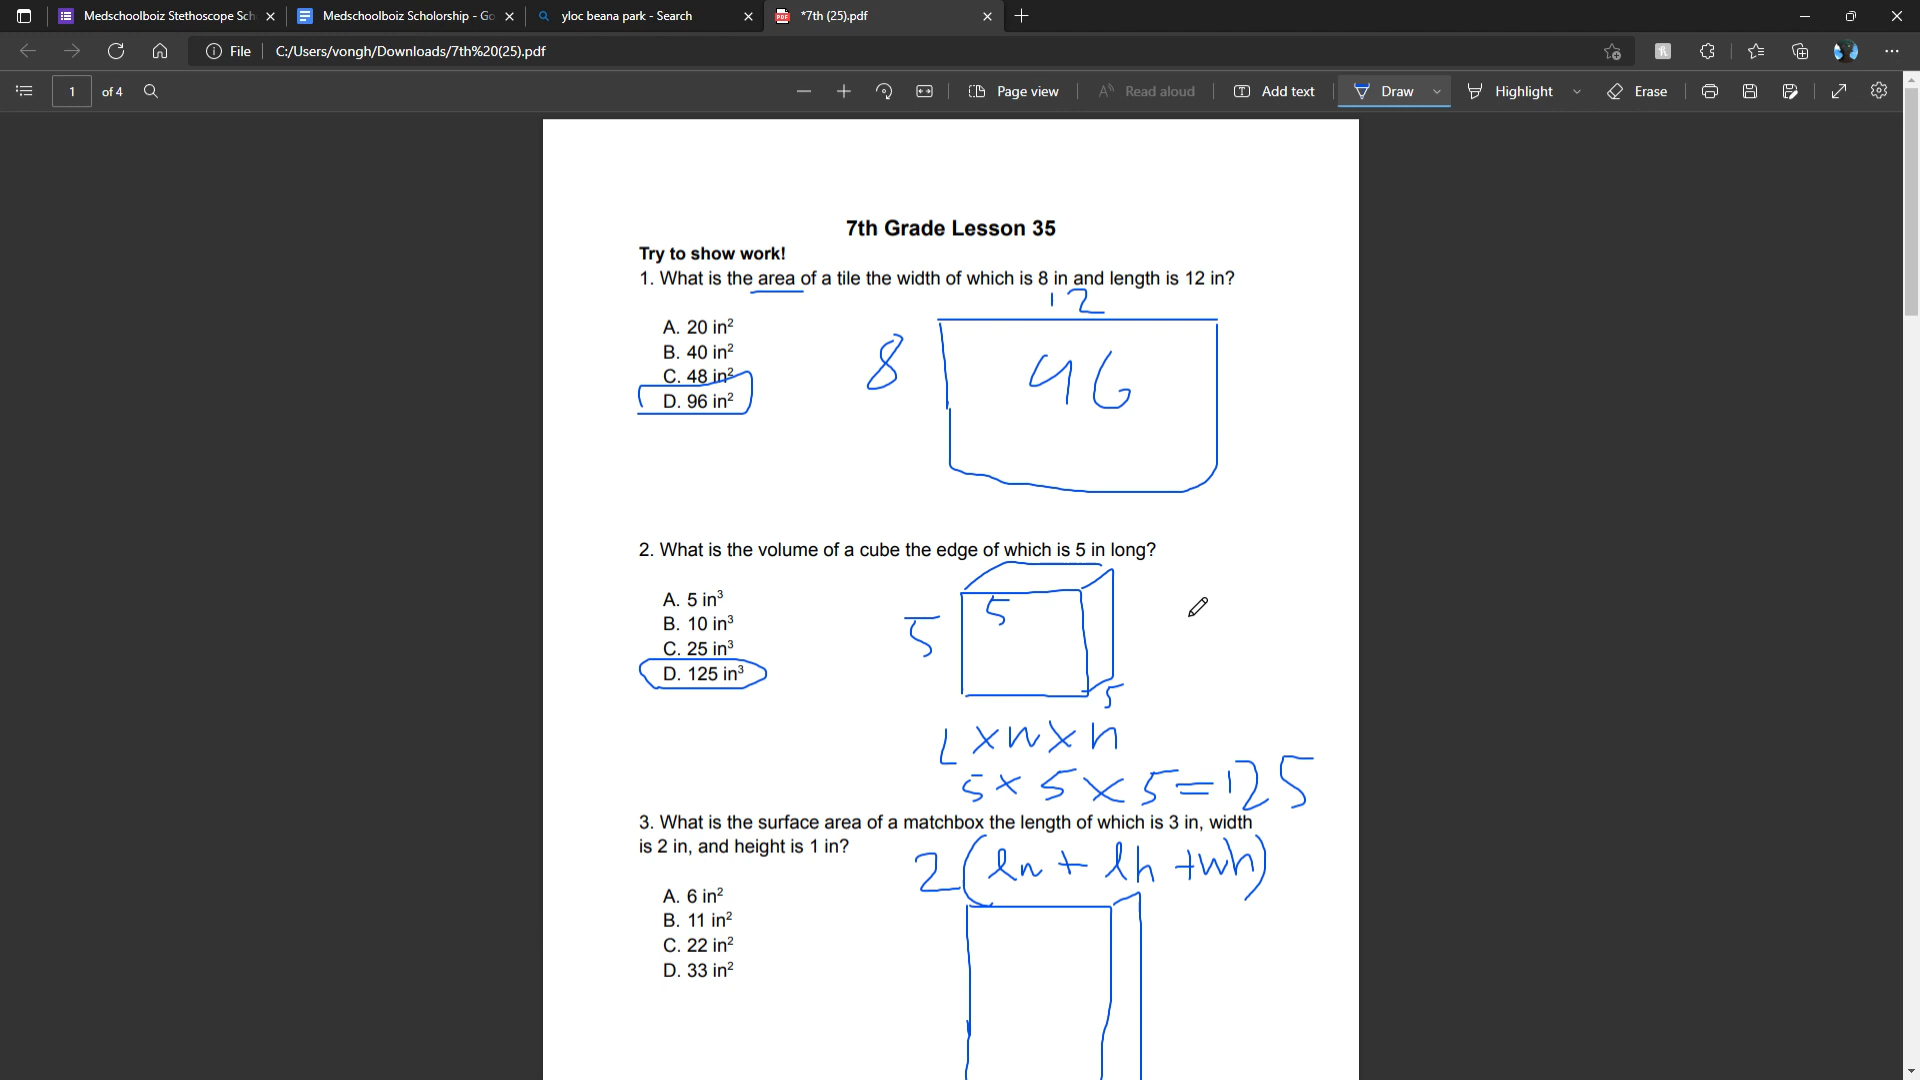 Medschoolboiz Stethoscope Sch
Medschoolboiz Scholorship - Go
yloc beana park - Search
*7th (25).pdf
File
C:/Users/vongh/Downloads/7th%20(25).pdf
1 of 4
Page view
Read aloud
Add text
Draw
Highlight
Erase
7th Grade Lesson 35
Try to show work!
1. What is the area of a tile the width of which is 8 in and length is 12 in?
12
A. 20 in²
B. 40 in²
C. 48 in²
D. 96 in²
8
96
2. What is the volume of a cube the edge of which is 5 in long?
A. 5 in³
B. 10 in³
C. 25 in³
D. 125 in³
5
5
5
L x w x h
5 x 5 x 5 = 125
3. What is the surface area of a matchbox the length of which is 3 in, width
is 2 in, and height is 1 in?
2 (lw + lh + wh)
A. 6 in²
B. 11 in²
C. 22 in²
D. 33 in²